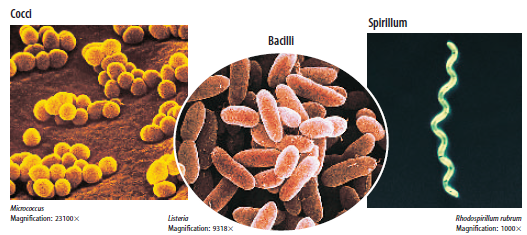 Cocci
Bacilli
Spirillum
Micrococcus
Magnification: 23100×
Listeria
Magnification: 9318×
Rhodospirillum rubrum
Magnification: 1000×